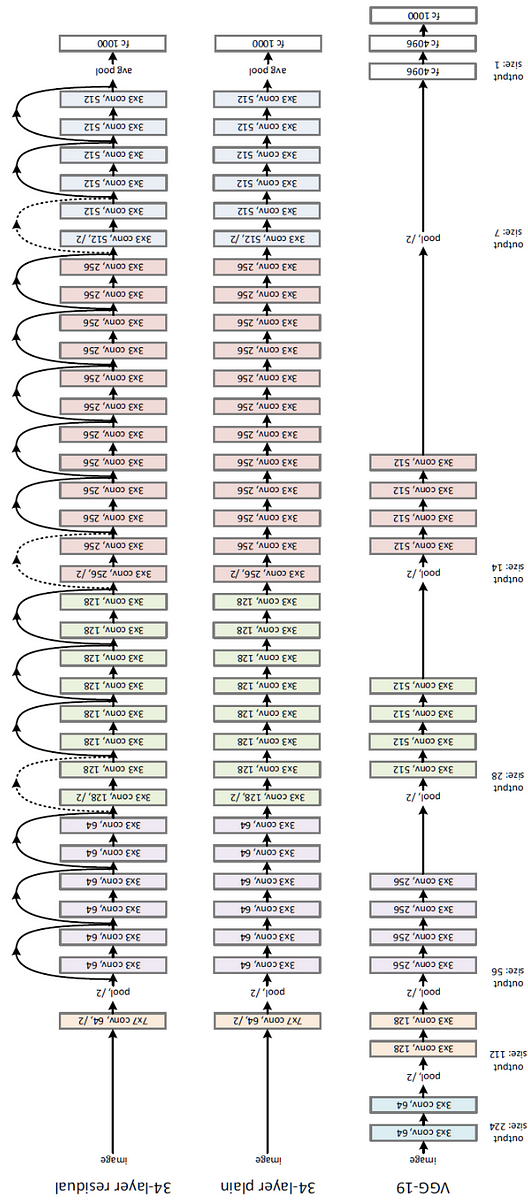 output
size: 224
output
size: 112
output
size: 56
output
size: 28
output
size: 14
output
size: 7
output
size: 1
VGG-19
image
3x3 conv, 64
3x3 conv, 64
pool, /2
3x3 conv, 128
3x3 conv, 128
pool, /2
3x3 conv, 256
3x3 conv, 256
3x3 conv, 256
3x3 conv, 256
pool, /2
3x3 conv, 512
3x3 conv, 512
3x3 conv, 512
3x3 conv, 512
pool, /2
3x3 conv, 512
3x3 conv, 512
3x3 conv, 512
3x3 conv, 512
pool, /2
fc 4096
fc 4096
fc 1000
34-layer plain
image
7x7 conv, 64, /2
pool, /2
3x3 conv, 64
3x3 conv, 64
3x3 conv, 64
3x3 conv, 64
3x3 conv, 64
3x3 conv, 64
3x3 conv, 128, /2
3x3 conv, 128
3x3 conv, 128
3x3 conv, 128
3x3 conv, 128
3x3 conv, 128
3x3 conv, 128
3x3 conv, 128
3x3 conv, 256, /2
3x3 conv, 256
3x3 conv, 256
3x3 conv, 256
3x3 conv, 256
3x3 conv, 256
3x3 conv, 256
3x3 conv, 256
3x3 conv, 256
3x3 conv, 256
3x3 conv, 256
3x3 conv, 256
3x3 conv, 512, /2
3x3 conv, 512
3x3 conv, 512
3x3 conv, 512
3x3 conv, 512
3x3 conv, 512
avg pool
fc 1000
34-layer residual
image
7x7 conv, 64, /2
pool, /2
3x3 conv, 64
3x3 conv, 64
3x3 conv, 64
3x3 conv, 64
3x3 conv, 64
3x3 conv, 64
3x3 conv, 128, /2
3x3 conv, 128
3x3 conv, 128
3x3 conv, 128
3x3 conv, 128
3x3 conv, 128
3x3 conv, 128
3x3 conv, 128
3x3 conv, 256, /2
3x3 conv, 256
3x3 conv, 256
3x3 conv, 256
3x3 conv, 256
3x3 conv, 256
3x3 conv, 256
3x3 conv, 256
3x3 conv, 256
3x3 conv, 256
3x3 conv, 256
3x3 conv, 256
3x3 conv, 512, /2
3x3 conv, 512
3x3 conv, 512
3x3 conv, 512
3x3 conv, 512
3x3 conv, 512
avg pool
fc 1000